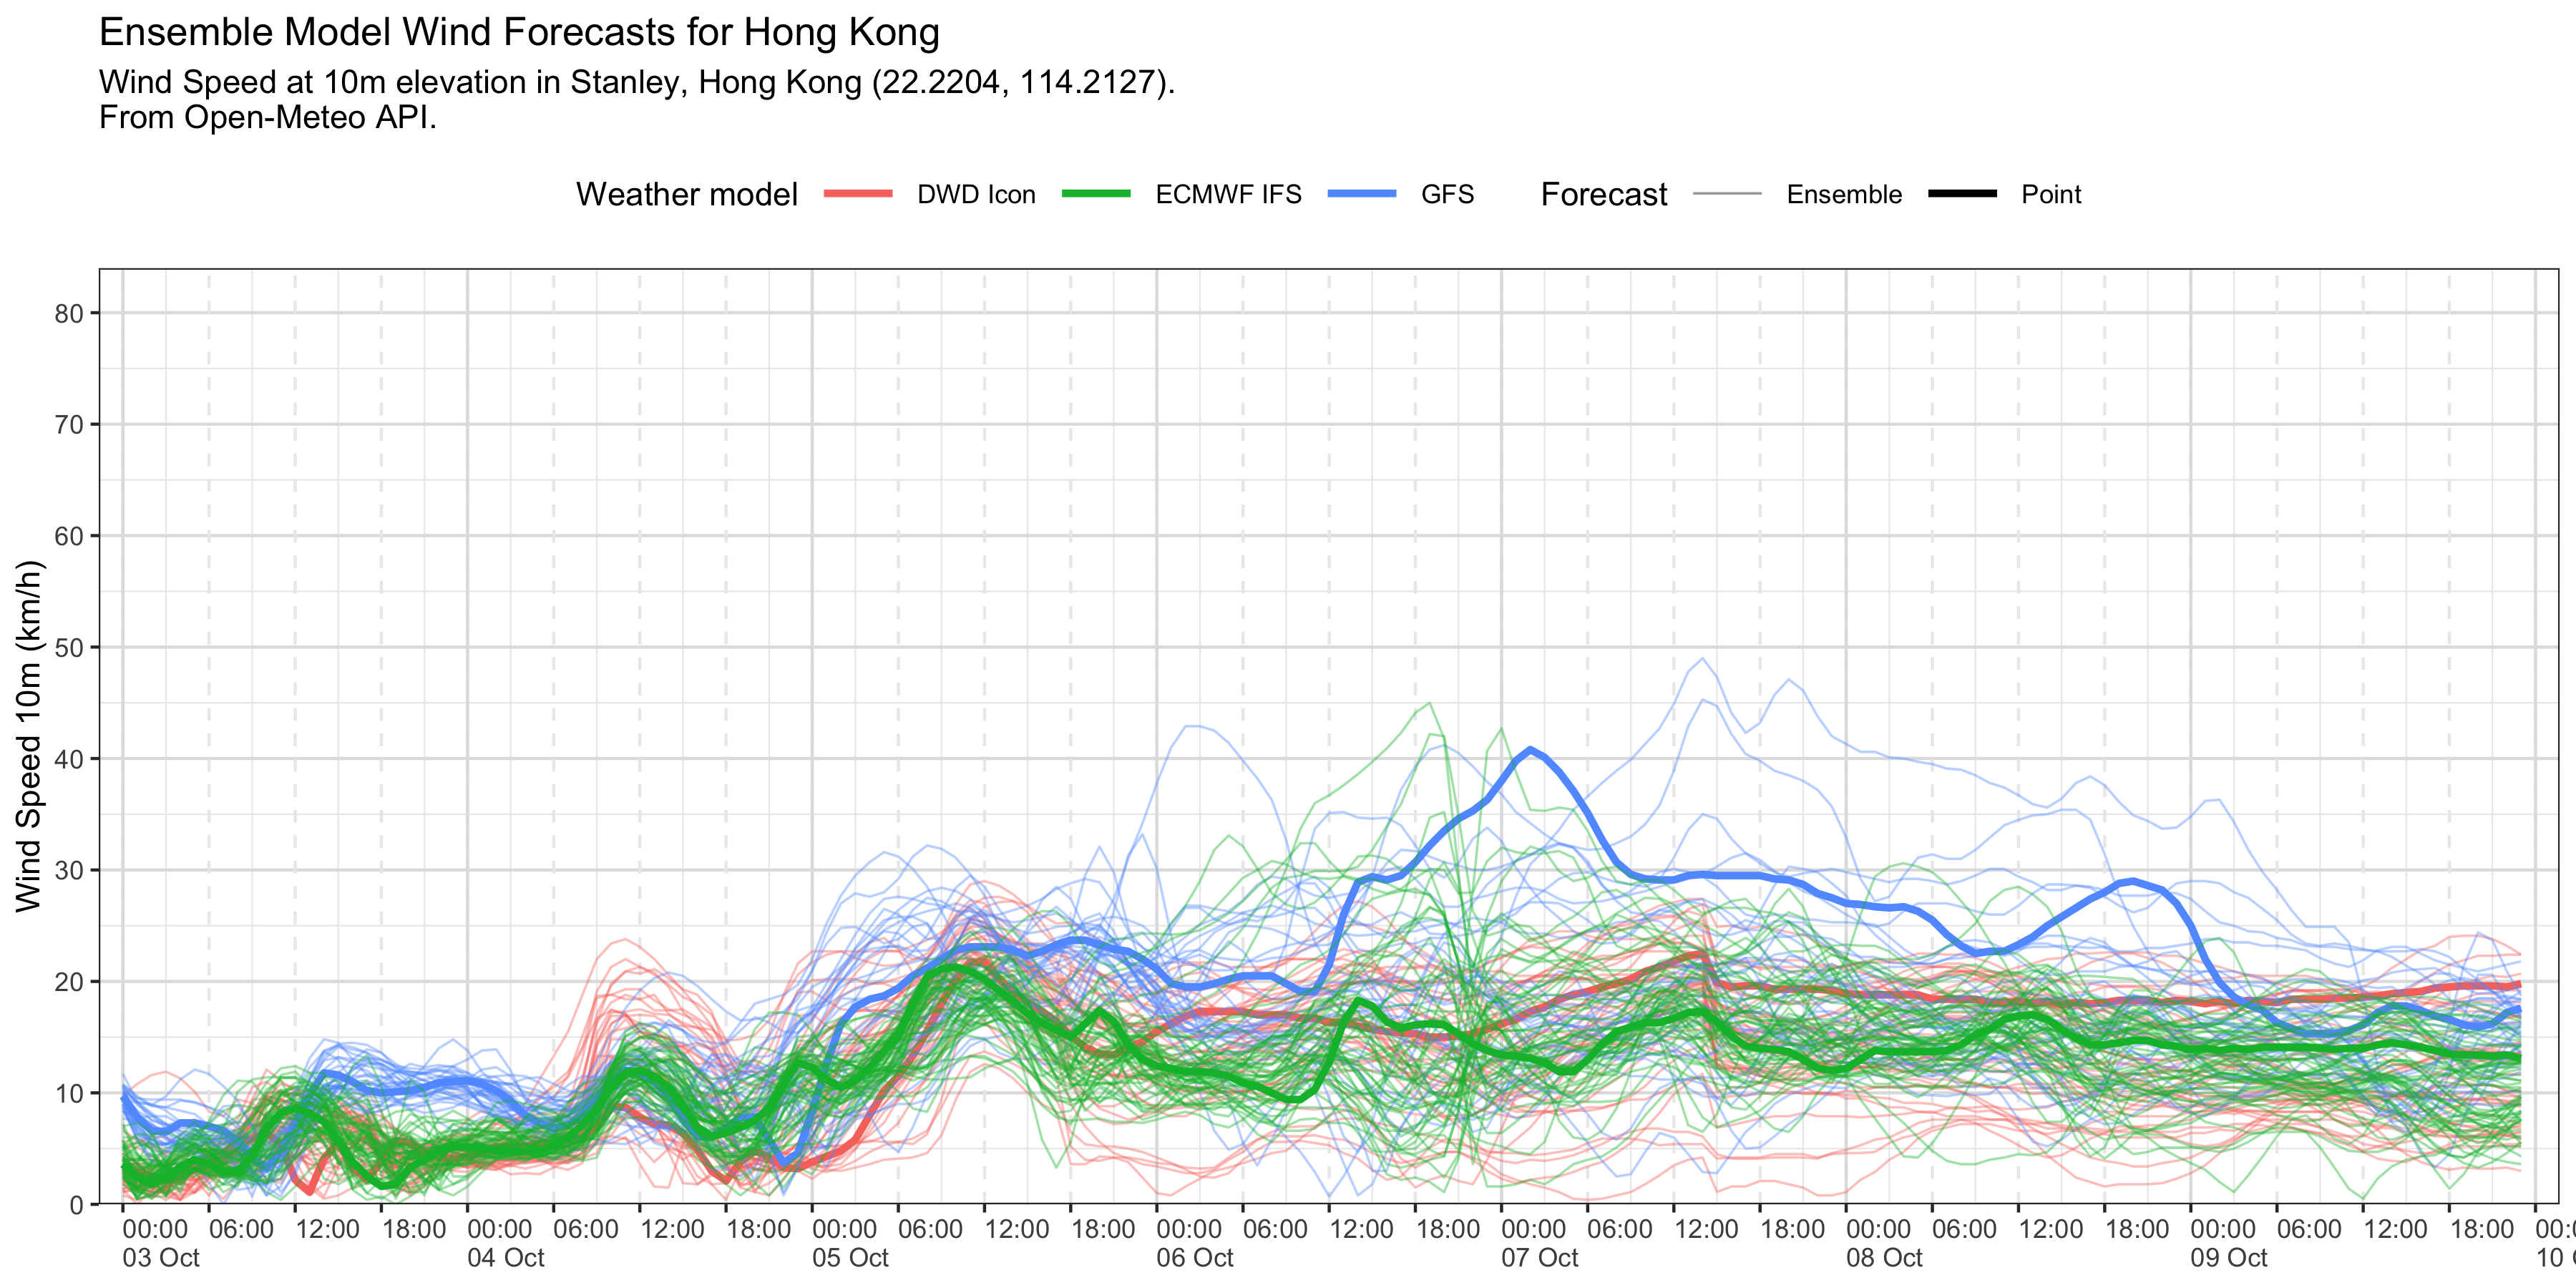 Ensemble Model Wind Forecasts for Hong Kong
Wind Speed at 10m elevation in Stanley, Hong Kong (22.2204, 114.2127).
From Open-Meteo API.
Weather model DWD Icon ECMWF IFS GFS Forecast Ensemble Point
Wind Speed 10m (km/h)
80
70
60
50
40
30
20
10
0
00:00 06:00 12:00 18:00 00:00 06:00 12:00 18:00 00:00 06:00 12:00 18:00 00:00 06:00 12:00 18:00 00:00 06:00 12:00 18:00 00:00 06:00 12:00 18:00 00:00 06:00 12:00 18:00
03 Oct 04 Oct 05 Oct 06 Oct 07 Oct 08 Oct 09 Oct 10